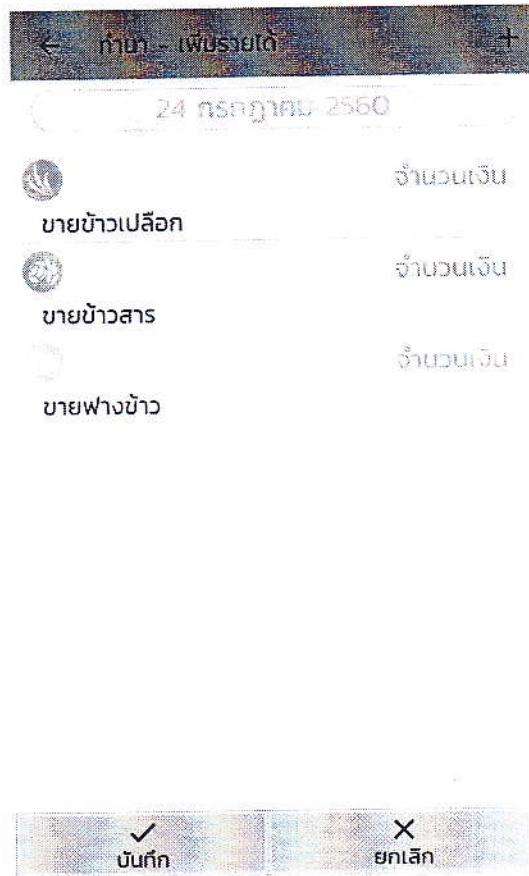 ทำนา - เพิ่มรายได้
24 กรกฎาคม 2560
จำนวนเงิน
ขายข้าวเปลือก
จำนวนเงิน
ขายข้าวสาร
จำนวนเงิน
ขายฟางข้าว
บันทึก
ยกเลิก